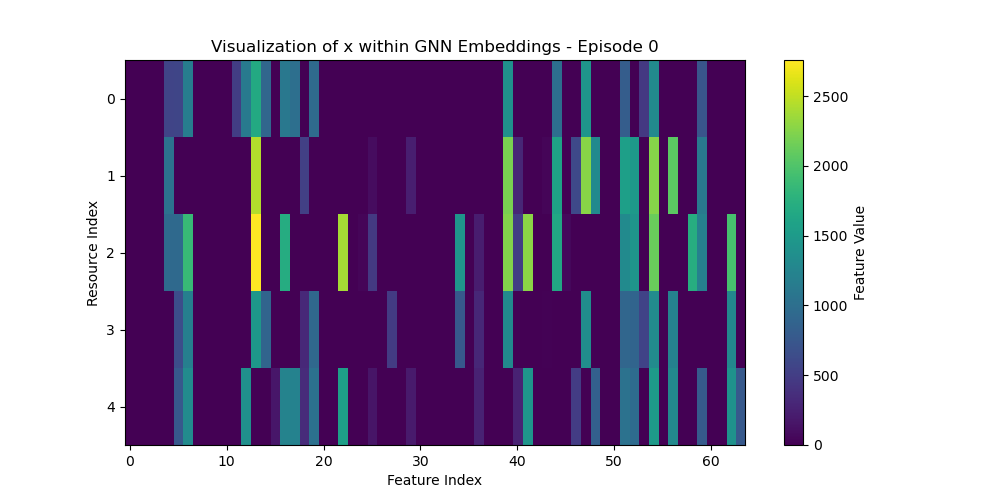 Visualization of x within GNN Embeddings - Episode 0
0
1
2
3
4
Resource Index
0 10 20 30 40 50 60
Feature Index
2500
2000
1500
1000
500
0
Feature Value